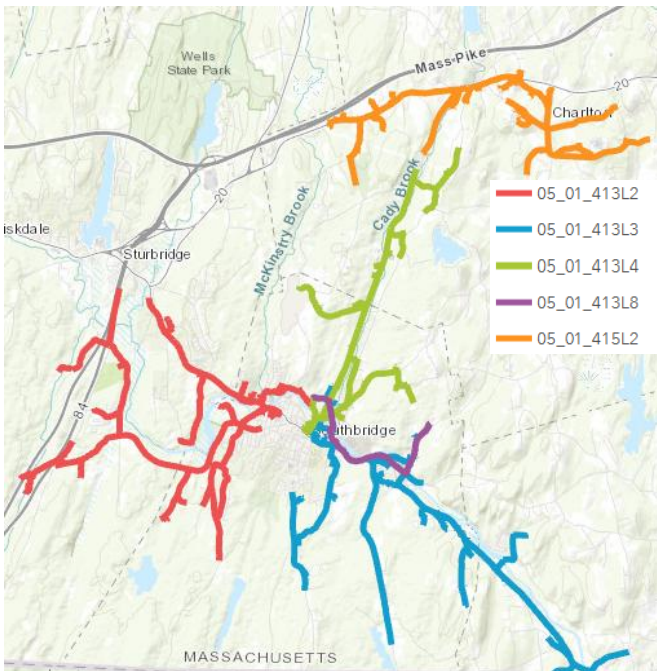 Wells
State Park
Mass Pike
20
Charlton
20
iskdale
Sturbridge
McKinstry Brook
Cady Brook
05_01_413L2
05_01_413L3
05_01_413L4
05_01_413L8
05_01_415L2
84
uthbridge
MASSACHUSETTS